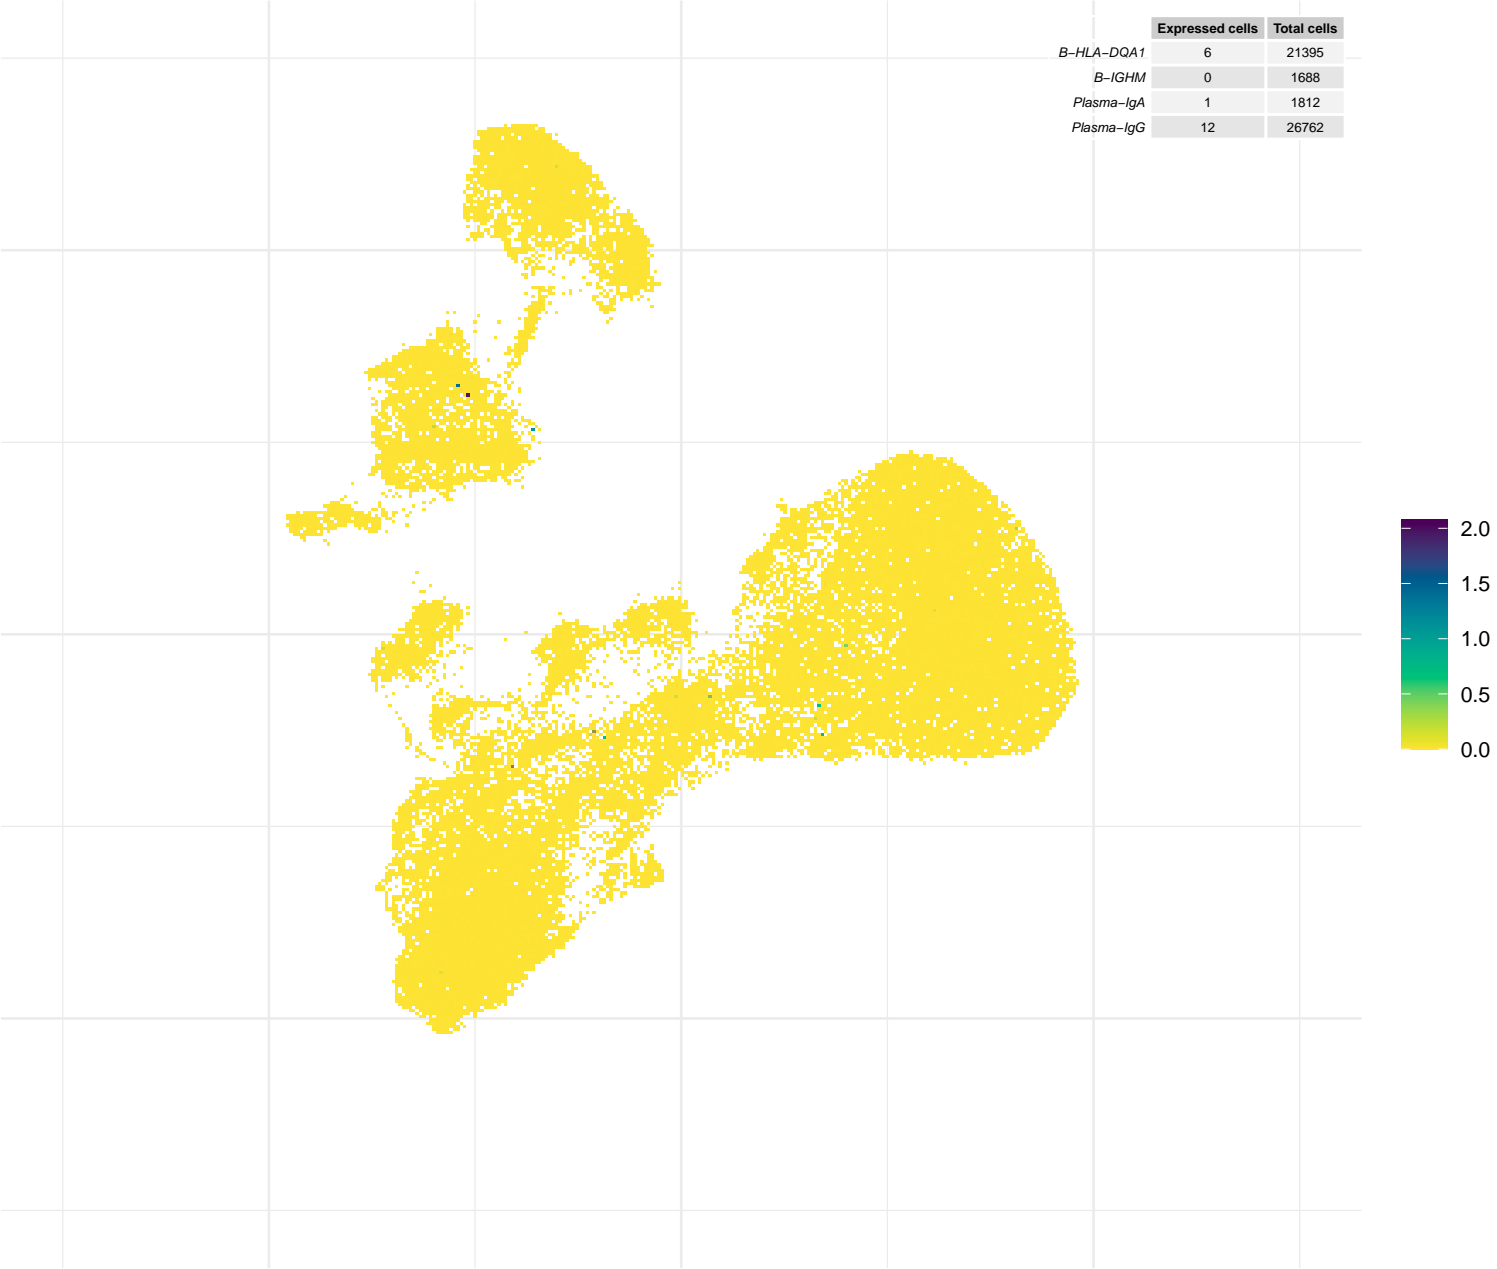 Expressed cells Total cells
B−HLA−DQA1 6 21395
B−IGHM 0 1688
Plasma−IgA 1 1812
Plasma−IgG 12 26762
2.0
1.5
1.0
0.5
0.0